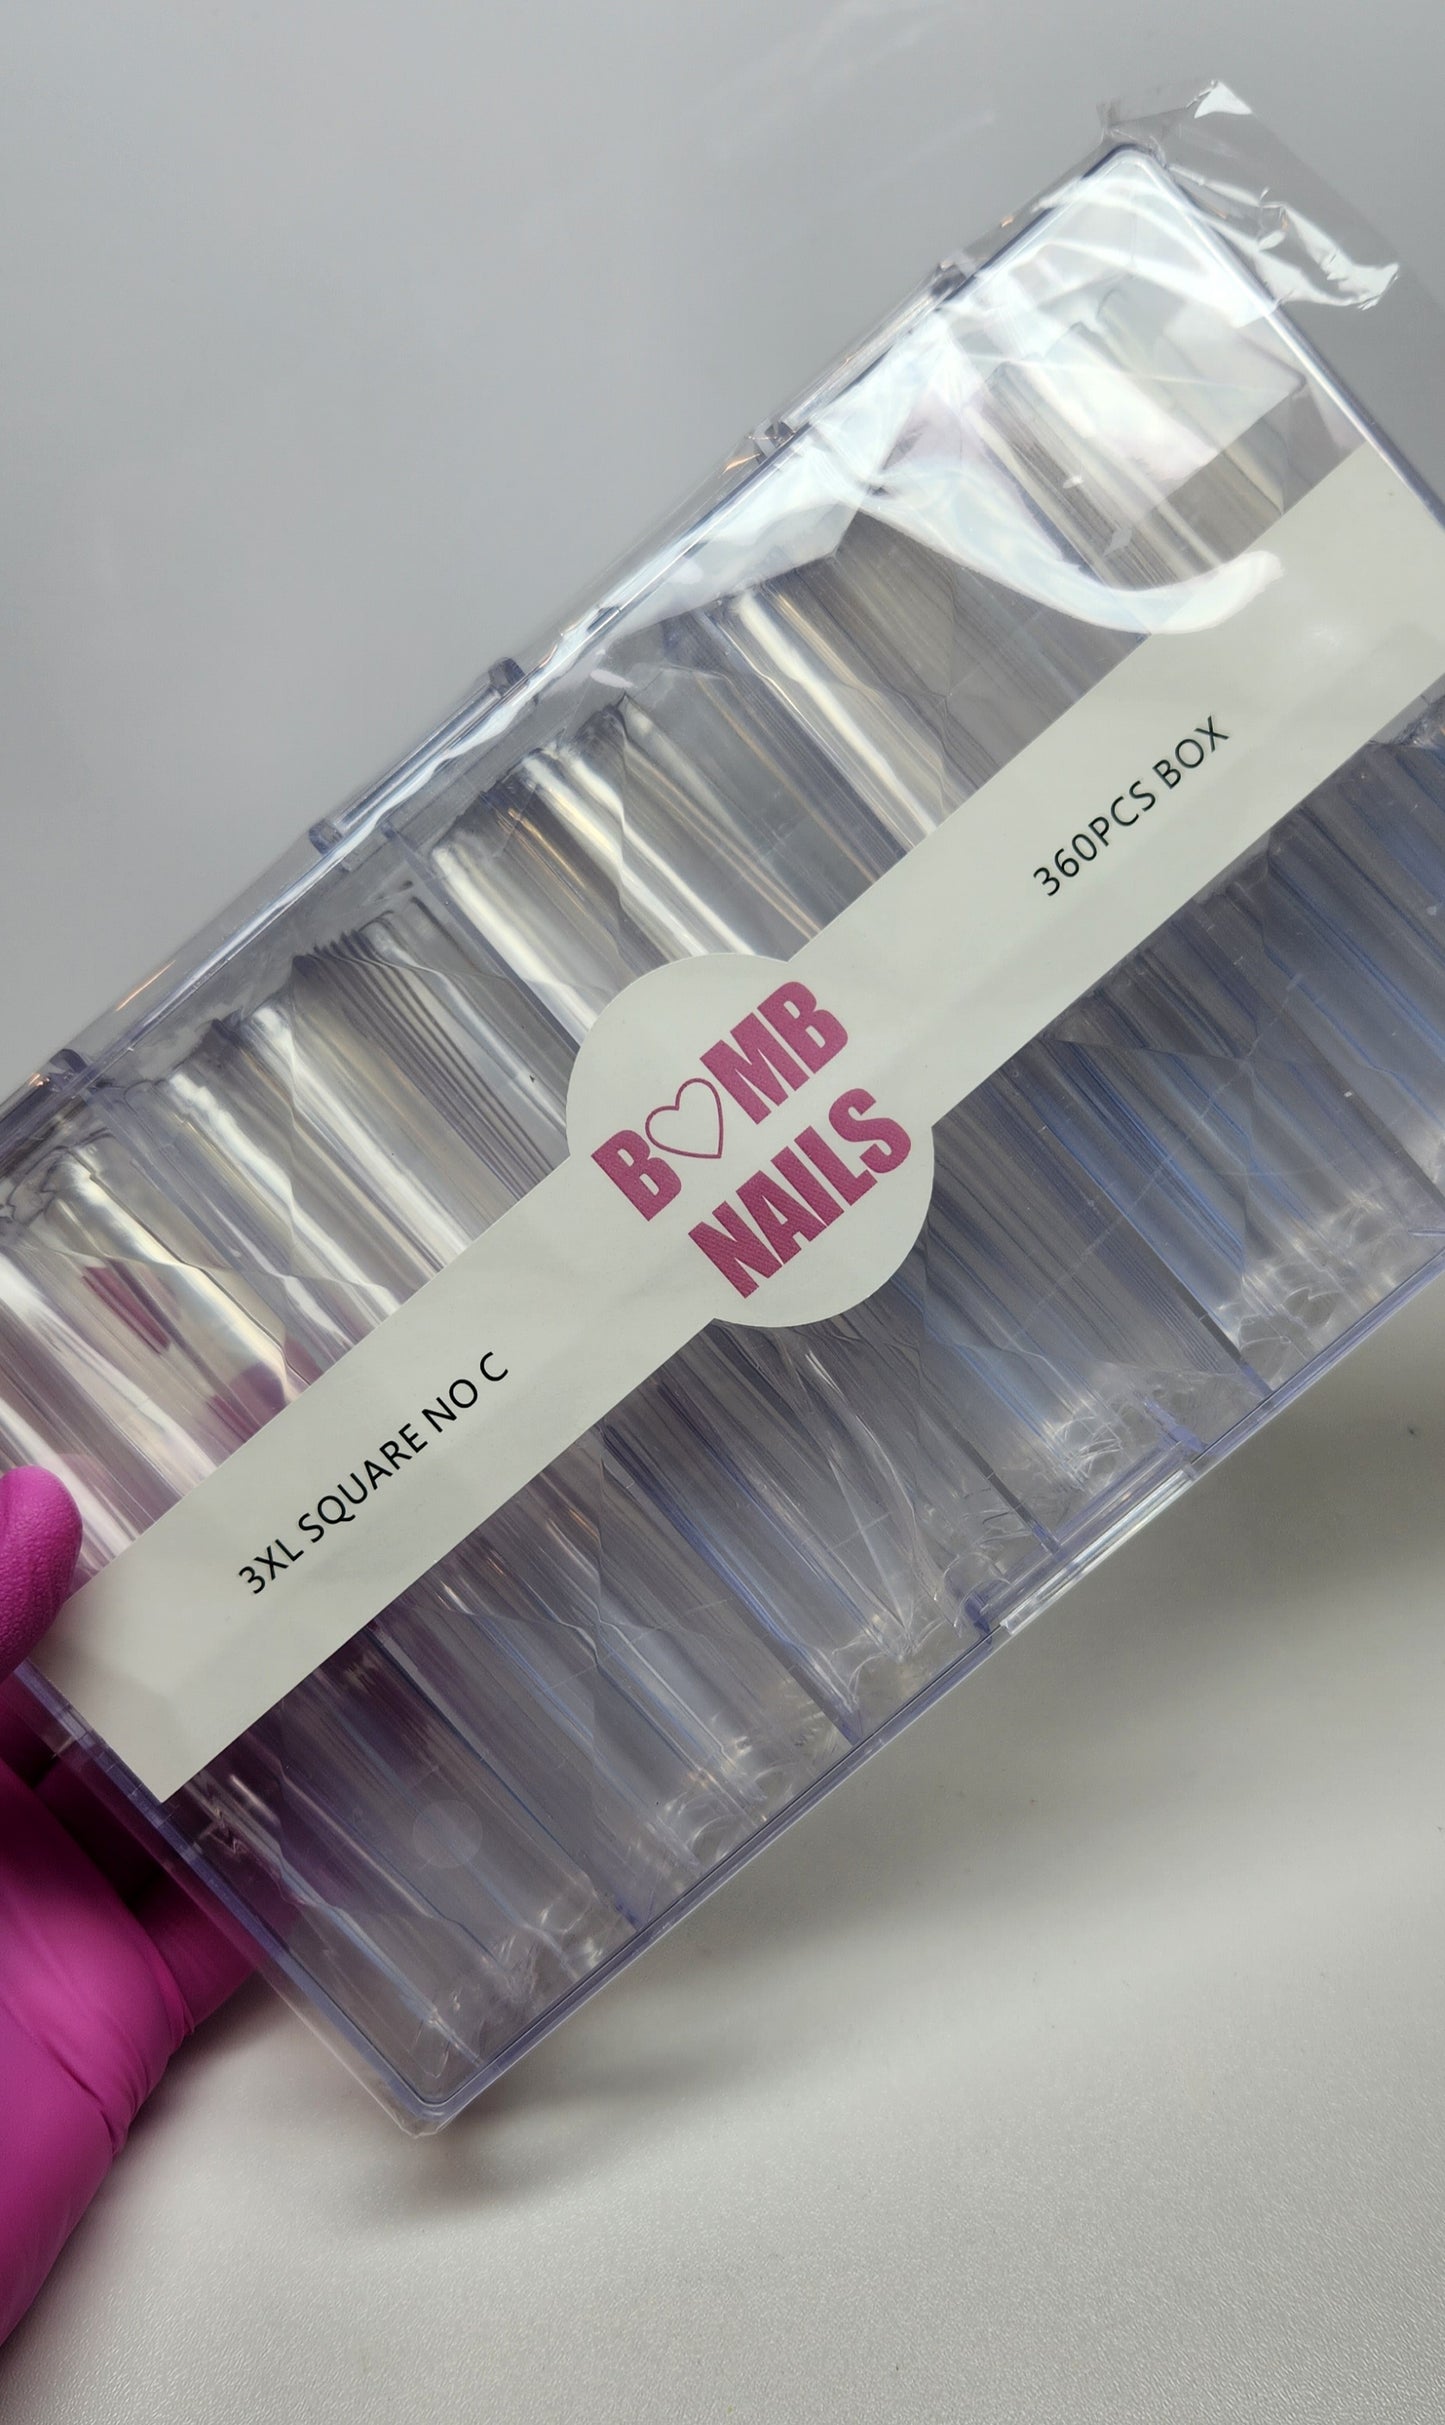 3XL SQUARE NO C
B♡MB
NAILS
360PCS BOX